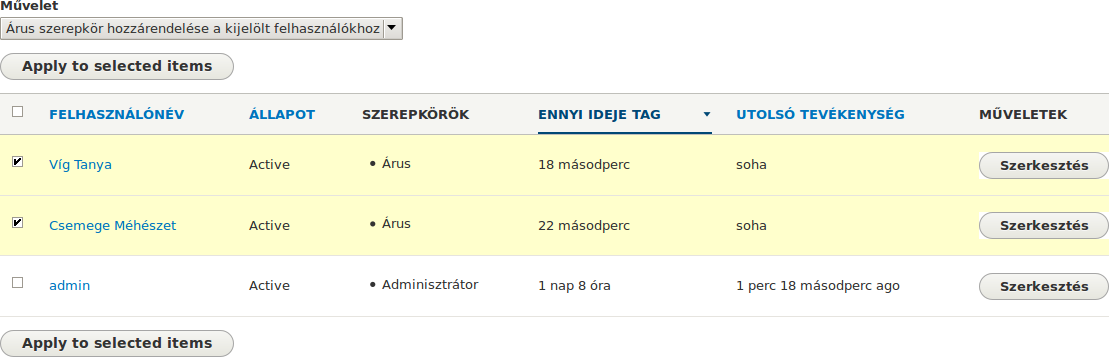 Művelet
Árus szerepkör hozzárendelése a kijelölt felhasználókhoz
Apply to selected items
FELHASZNÁLÓNÉV ÁLLAPOT SZEREPKÖRÖK ENNYI IDEJE TAG UTOLSÓ TEVÉKENYSÉG MŰVELETEK
Víg Tanya Active • Árus 18 másodperc soha Szerkesztés
Csemege Méhészet Active • Árus 22 másodperc soha Szerkesztés
admin Active • Adminisztrátor 1 nap 8 óra 1 perc 18 másodperc ago Szerkesztés
Apply to selected items